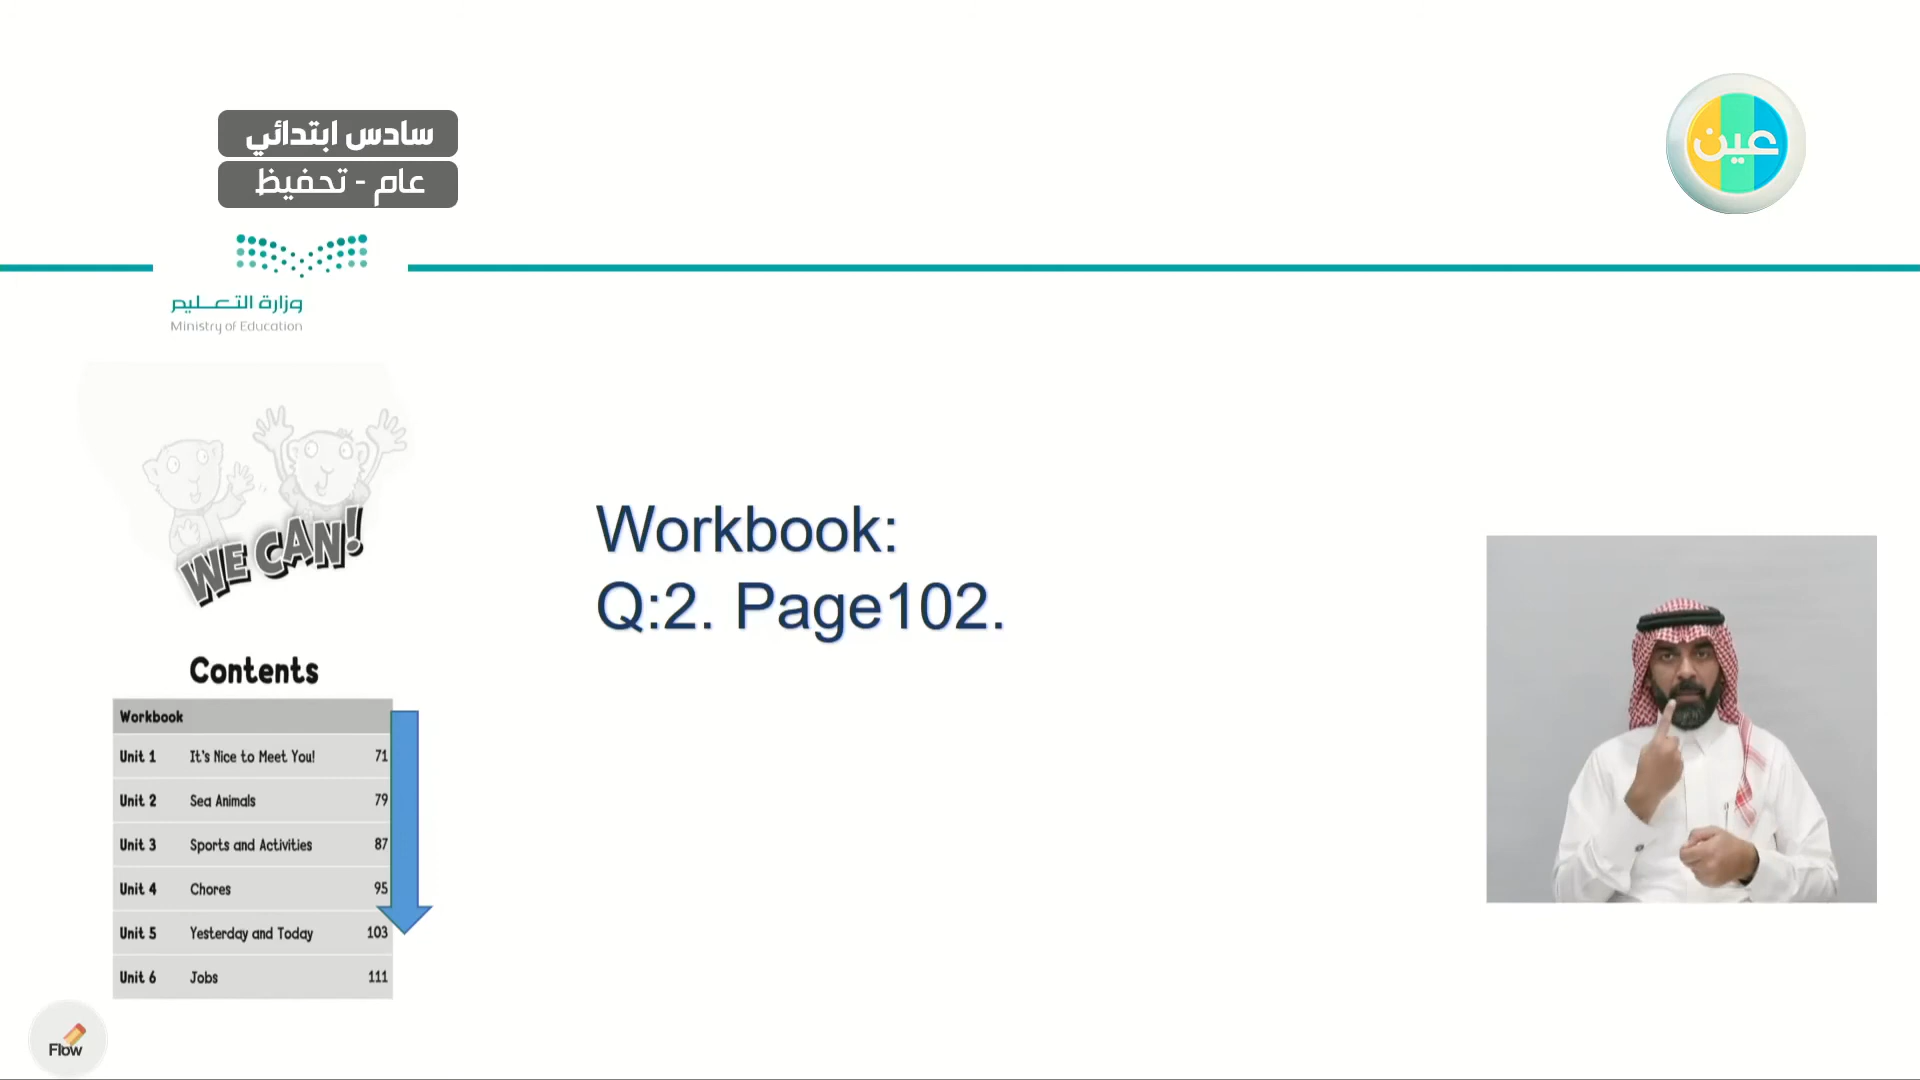 سادس ابتدائي
عام - تحفيظ
عين
وزارة التعليم
Ministry of Education
WE CAN!
Workbook:
Q:2. Page102.
Contents
Workbook
Unit 1 It's Nice to Meet You! 71
Unit 2 Sea Animals 79
Unit 3 Sports and Activities 87
Unit 4 Chores 95
Unit 5 Yesterday and Today 103
Unit 6 Jobs 111
Flow